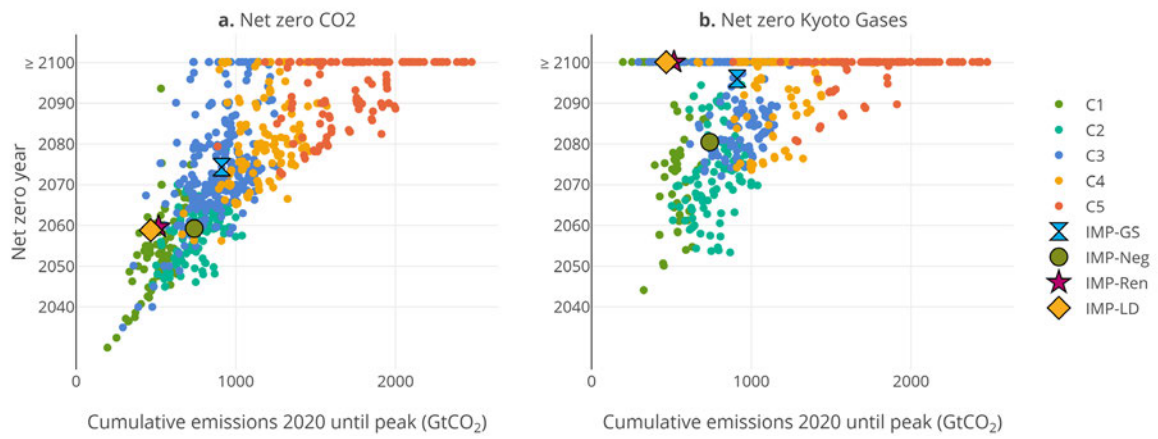 a. Net zero CO2
b. Net zero Kyoto Gases
Net zero year
≥ 2100
2090
2080
2070
2060
2050
2040
0
1000
2000
Cumulative emissions 2020 until peak (GtCO₂)
≥ 2100
2090
2080
2070
2060
2050
2040
0
1000
2000
Cumulative emissions 2020 until peak (GtCO₂)
C1
C2
C3
C4
C5
IMP-GS
IMP-Neg
IMP-Ren
IMP-LD